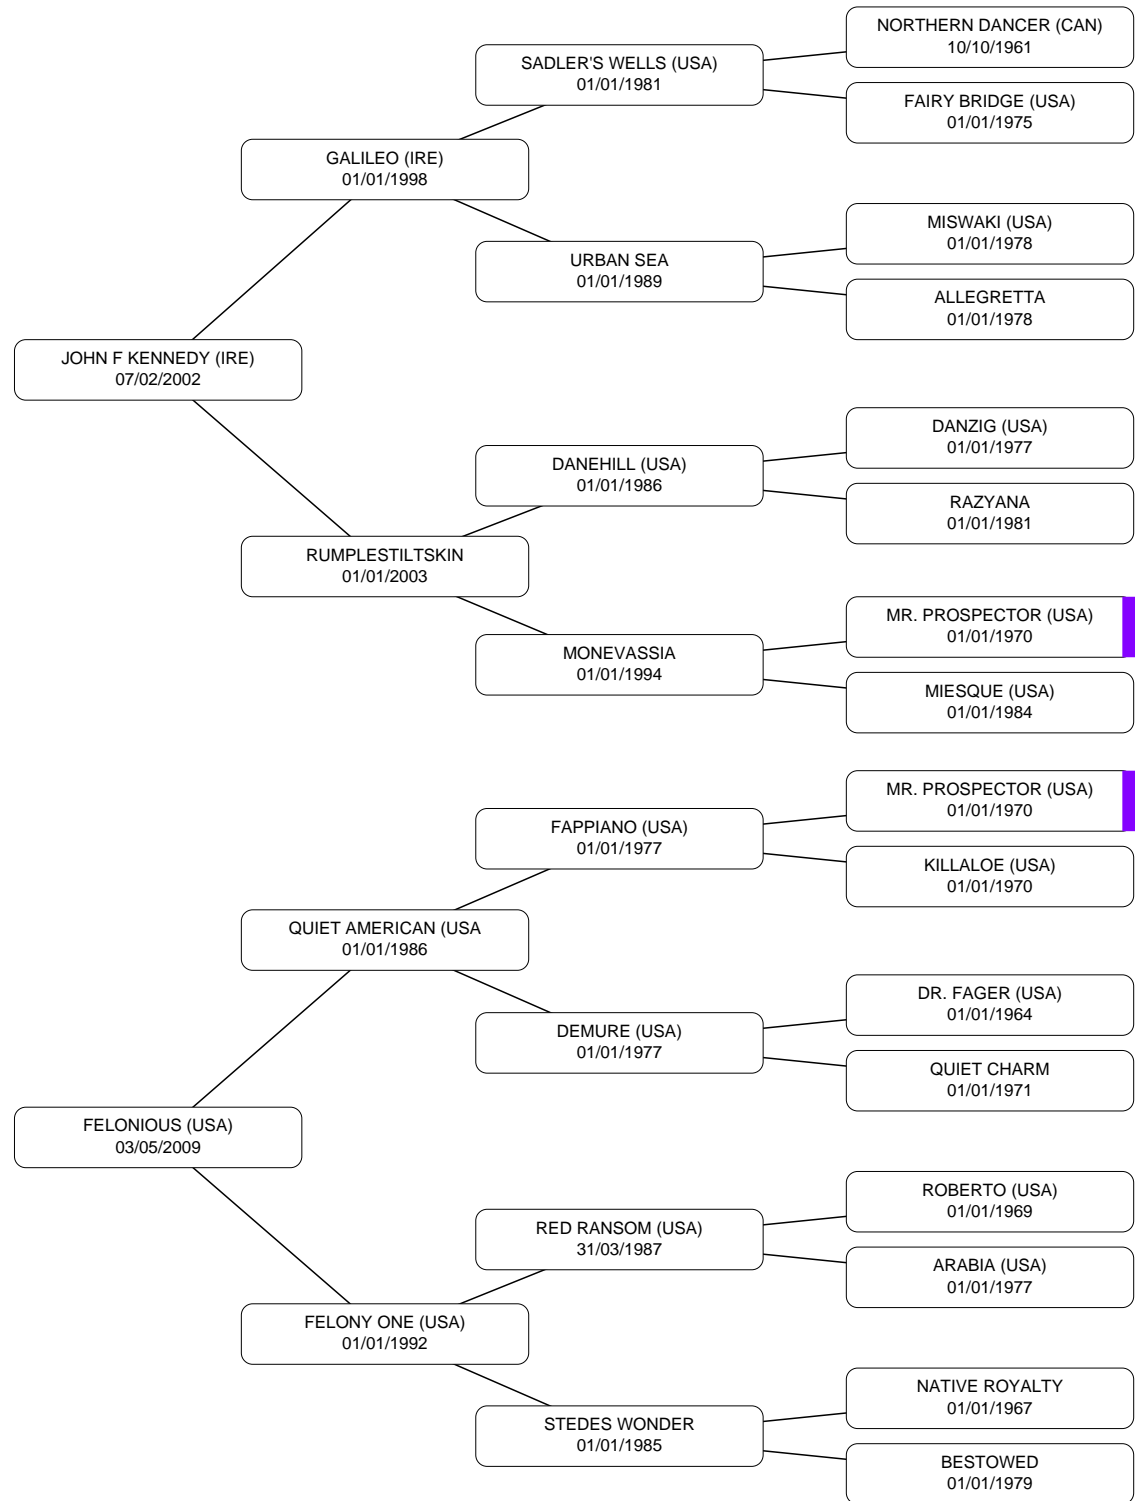 NORTHERN DANCER (CAN)
10/10/1961
SADLER'S WELLS (USA)
01/01/1981
FAIRY BRIDGE (USA)
01/01/1975
GALILEO (IRE)
01/01/1998
MISWAKI (USA)
01/01/1978
URBAN SEA
01/01/1989
ALLEGRETTA
01/01/1978
JOHN F KENNEDY (IRE)
07/02/2002
DANZIG (USA)
01/01/1977
DANEHILL (USA)
01/01/1986
RAZYANA
01/01/1981
RUMPLESTILTSKIN
01/01/2003
MR. PROSPECTOR (USA)
01/01/1970
MONEVASSIA
01/01/1994
MIESQUE (USA)
01/01/1984
MR. PROSPECTOR (USA)
01/01/1970
FAPPIANO (USA)
01/01/1977
KILLALOE (USA)
01/01/1970
QUIET AMERICAN (USA
01/01/1986
DR. FAGER (USA)
01/01/1964
DEMURE (USA)
01/01/1977
QUIET CHARM
01/01/1971
FELONIOUS (USA)
03/05/2009
ROBERTO (USA)
01/01/1969
RED RANSOM (USA)
31/03/1987
ARABIA (USA)
01/01/1977
FELONY ONE (USA)
01/01/1992
NATIVE ROYALTY
01/01/1967
STEDES WONDER
01/01/1985
BESTOWED
01/01/1979